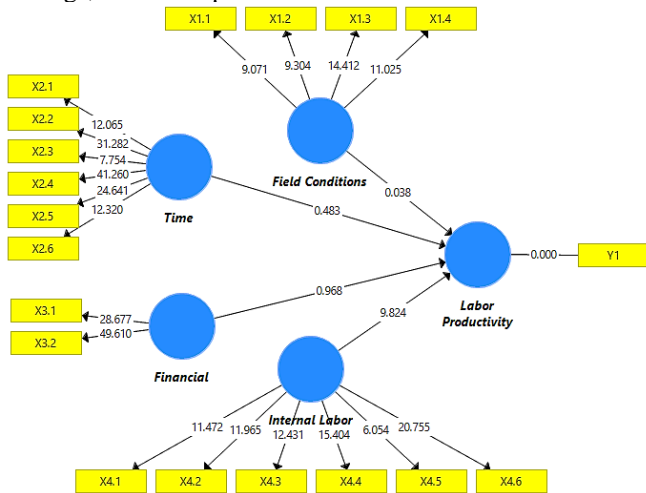 X1.1 X1.2 X1.3 X1.4
9.071 9.304 14.412 11.025
X2.1
X2.2
X2.3
X2.4
X2.5
X2.6
12.065
31.282
7.754
41.260
24.641
12.320
Time
Field Conditions
0.038
0.483
0.968
9.824
Labor
Productivity
0.000
Y1
X3.1
X3.2
28.677
49.610
Financial
Internal Labor
11.472 11.965 12.431 15.404 6.054 20.755
X4.1 X4.2 X4.3 X4.4 X4.5 X4.6